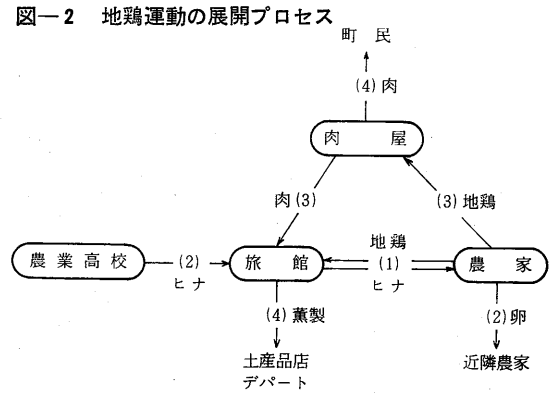 図―2 地鶏運動の展開プロセス
町民
(4)肉
肉屋
肉(3)
(3)地鶏
農業高校
(2)
ヒナ
旅館
地鶏
(1)
ヒナ
農家
(4)薫製
(2)卵
土産品店
デパート
近隣農家